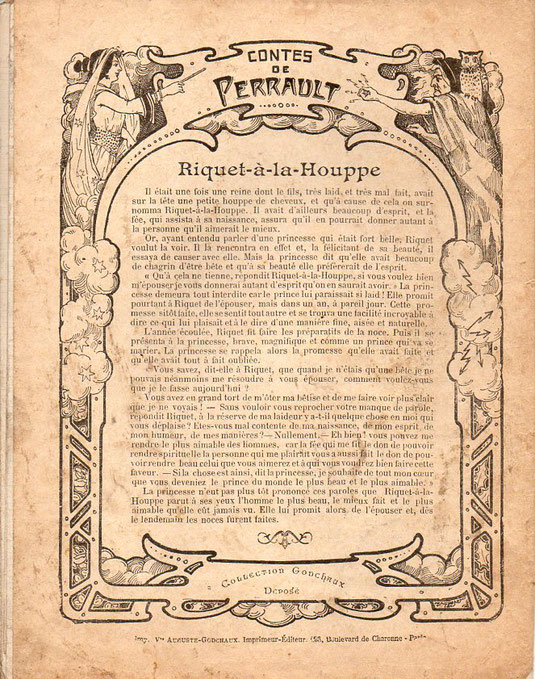 CONTES
DE
PERRAULT
Riquet-à-la-Houppe
Il était une fois une reine dont le fils, très laid, et très mal fait, avait
sur la tête une petite houppe de cheveux, et qu'à cause de cela on sur-
nomma Riquet-à-la-Houppe. Il avait d'ailleurs beaucoup d'esprit, et la
fée, qui assista à sa naissance, assura qu'il en pourrait donner autant à
la personne qu'il aimerait le mieux.
Or, ayant entendu parler d'une princesse qui était fort belle, Riquet
voulut la voir. Il la rencontra en effet et, la félicitant de sa beauté, il
essaya de causer avec elle. Mais la princesse dit qu'elle avait beaucoup
de chagrin d'être bête et qu'à sa beauté elle préférerait de l'esprit.
« Qu'à cela ne tienne, répondit Riquet-à-la-Houppe, si vous voulez bien
m'épouser je vous donnerai autant d'esprit qu'on en saurait avoir. » La prin-
cesse demeura tout interdite car le prince lui paraissait si laid ! Elle promit
pourtant à Riquet de l'épouser, mais dans un an, à pareil jour. Cette pro-
messe sitôt faite, elle se sentit tout autre et se trouva une facilité incroyable à
dire ce qui lui plaisait et à le dire d'une manière fine, aisée et naturelle.
L'année écoulée, Riquet fit faire les préparatifs de la noce. Puis il se
présenta à la princesse, brave, magnifique et comme un prince qui va se
marier. La princesse se rappela alors la promesse qu'elle avait faite et
qu'elle avait tout à fait oubliée.
Vous savez, dit-elle à Riquet, que quand je n'étais qu'une bête je ne
pouvais néanmoins me résoudre à vous épouser, comment voulez-vous
que je le fasse aujourd'hui ?
Vous avez eu grand tort de m'ôter ma bêtise et de me faire voir plus clair
que je ne voyais ! — Sans vouloir vous reprocher votre manque de parole,
répondit Riquet, à la réserve de ma laideur y a-t-il quelque chose en moi qui
vous déplaise ? Etes-vous mal contente de ma naissance, de mon esprit, de
mon humeur, de mes manières ? — Nullement. — Eh bien ! vous pouvez me
rendre le plus aimable des hommes, car la fée qui me fit le don de pouvoir
rendre spirituelle la personne qui me plairait vous a aussi fait le don de pou-
voir rendre beau celui que vous aimerez et à qui vous voudrez bien faire cette
faveur. — Si la chose est ainsi, dit la princesse, je souhaite de tout mon cœur
que vous deveniez le prince du monde le plus beau et le plus aimable. »
La princesse n'eut pas plus tôt prononcé ces paroles que Riquet-à-la-
Houppe parut à ses yeux l'homme le plus beau, le mieux fait et le plus
aimable qu'elle eût jamais vu. Elle lui promit alors de l'épouser et, dès
le lendemain les noces furent faites.
COLLECTION GODCHAUX
DÉPOSÉ
Imp. Vve AUGUSTE-GODCHAUX. Imprimeur-Éditeur. Boulevard de Charonne - Paris